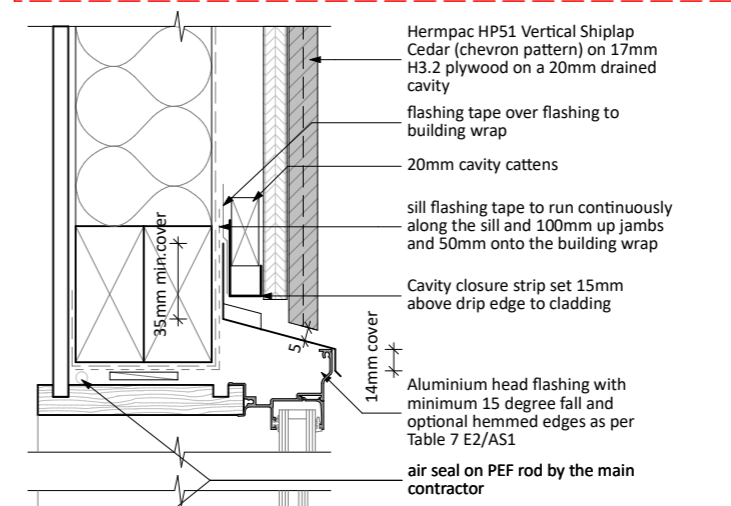 Hermpac HP51 Vertical Shiplap
Cedar (chevron pattern) on 17mm
H3.2 plywood on a 20mm drained
cavity
flashing tape over flashing to
building wrap
20mm cavity cattens
sill flashing tape to run continuously
along the sill and 100mm up jambs
and 50mm onto the building wrap
35mm min.cover
Cavity closure strip set 15mm
above drip edge to cladding
5
14mm cover
Aluminium head flashing with
minimum 15 degree fall and
optional hemmed edges as per
Table 7 E2/AS1
air seal on PEF rod by the main
contractor